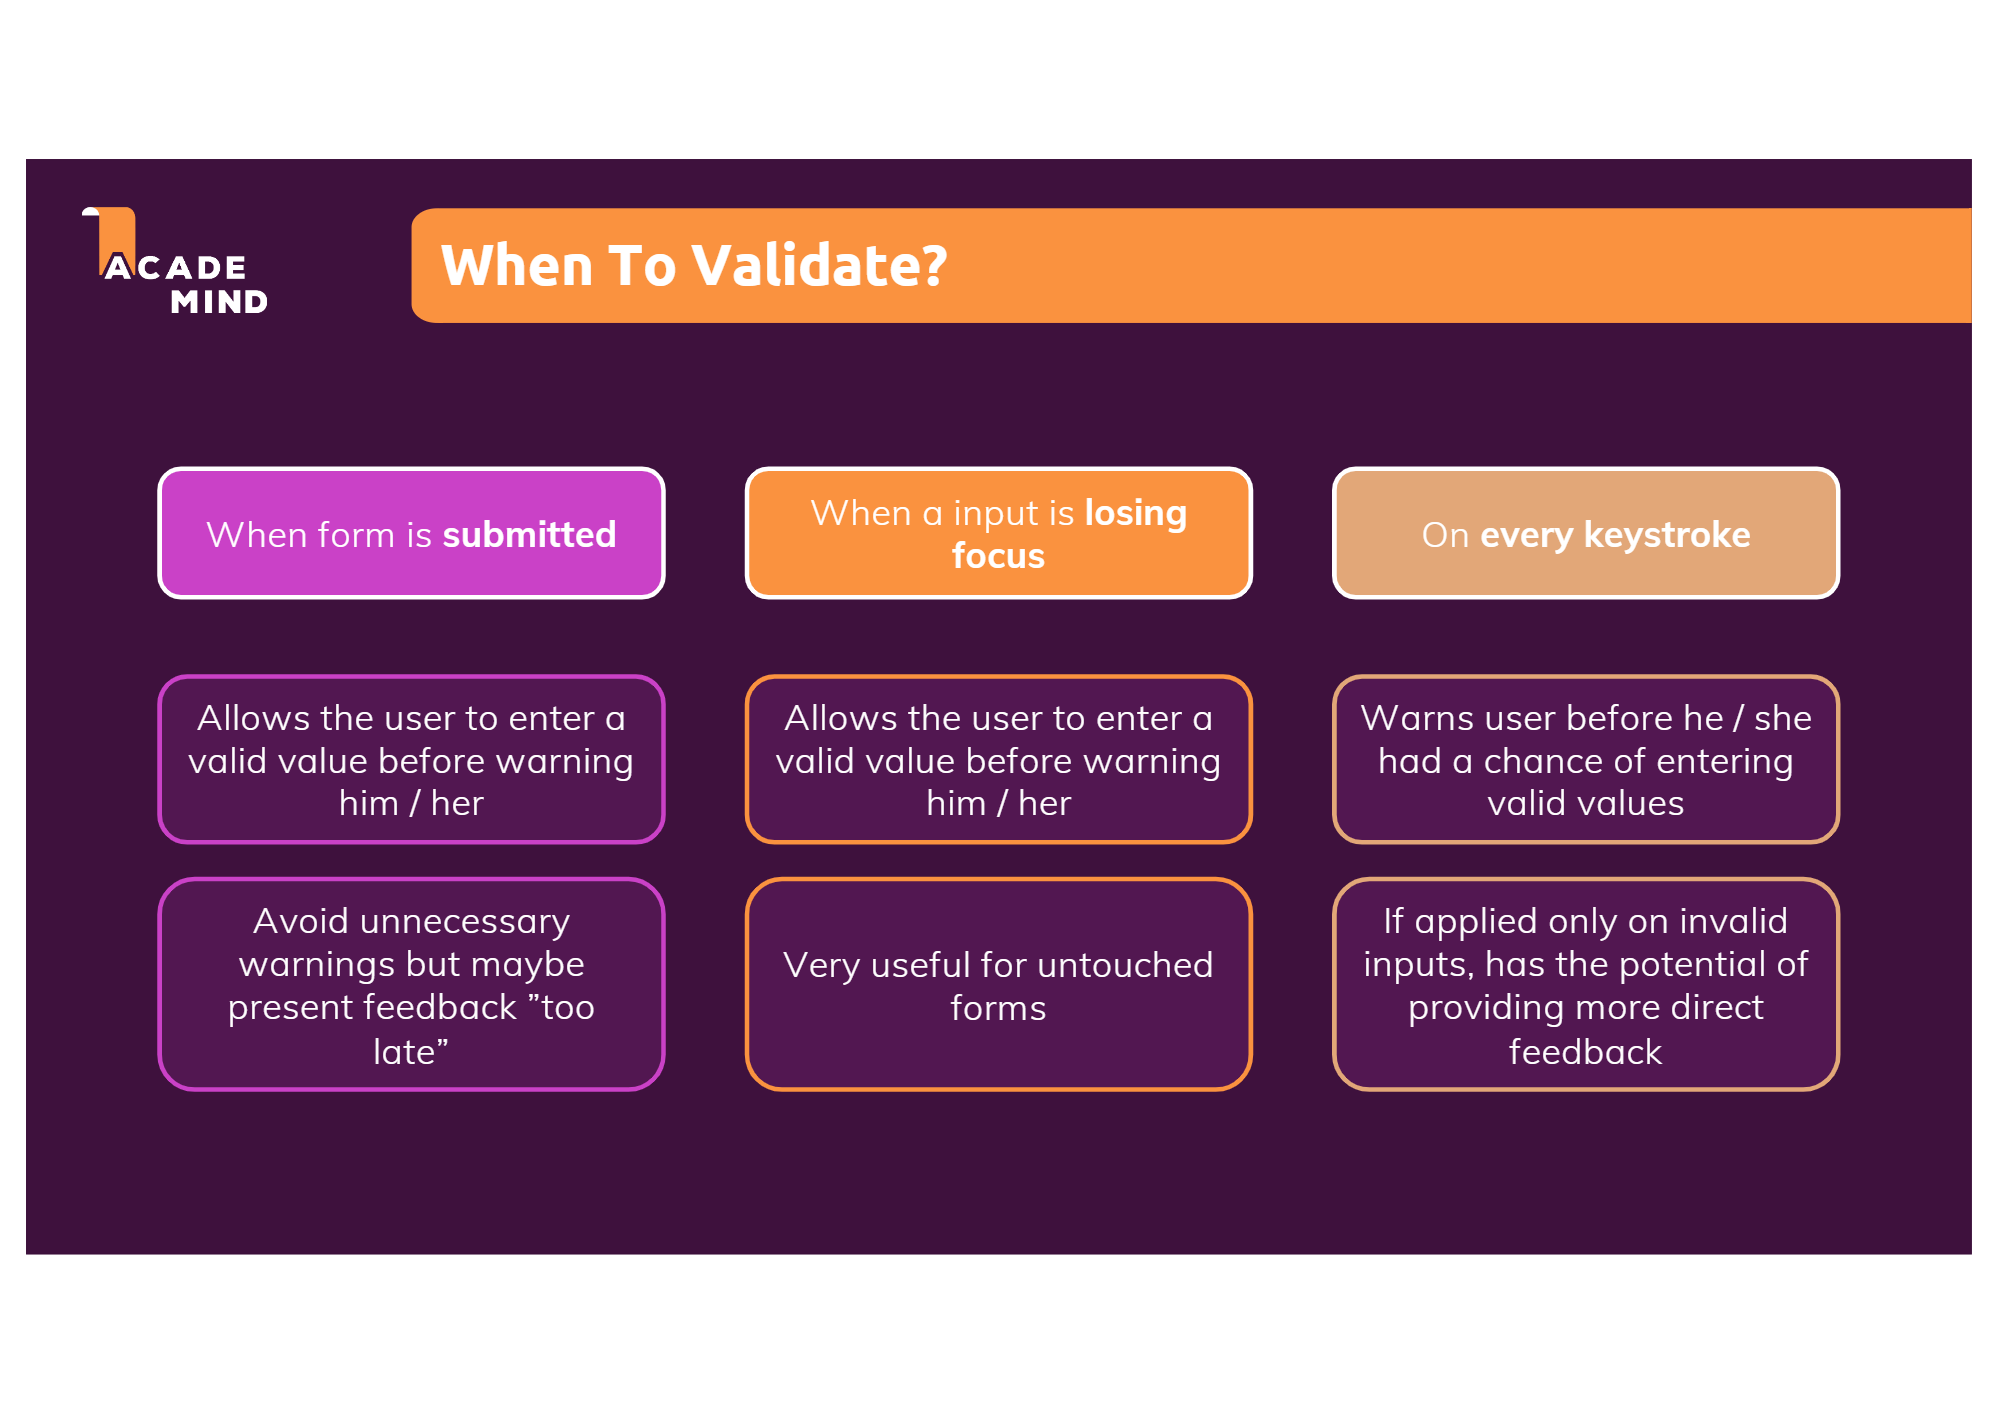 ACADE
MIND
When To Validate?
When form is submitted
When a input is losing
focus
On every keystroke
Allows the user to enter a
valid value before warning
him / her
Allows the user to enter a
valid value before warning
him / her
Warns user before he / she
had a chance of entering
valid values
Avoid unnecessary
warnings but maybe
present feedback ”too
late”
Very useful for untouched
forms
If applied only on invalid
inputs, has the potential of
providing more direct
feedback